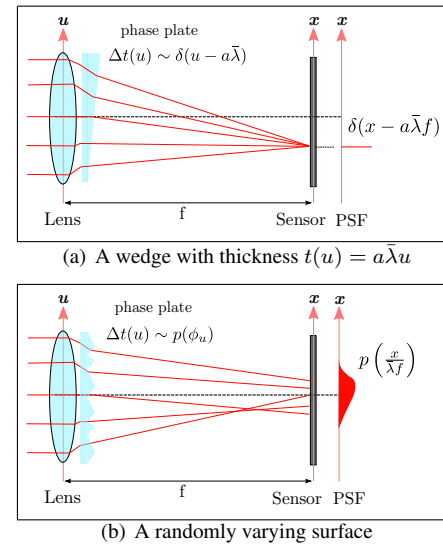 u
phase plate
x x
Δt(u) ∼ δ(u − aλ̄)
δ(x − aλ̄f)
f
Lens Sensor PSF
(a) A wedge with thickness t(u) = aλ̄u
u
phase plate
x x
Δt(u) ∼ p(ϕ_u)
p(x/λ̄f)
f
Lens Sensor PSF
(b) A randomly varying surface